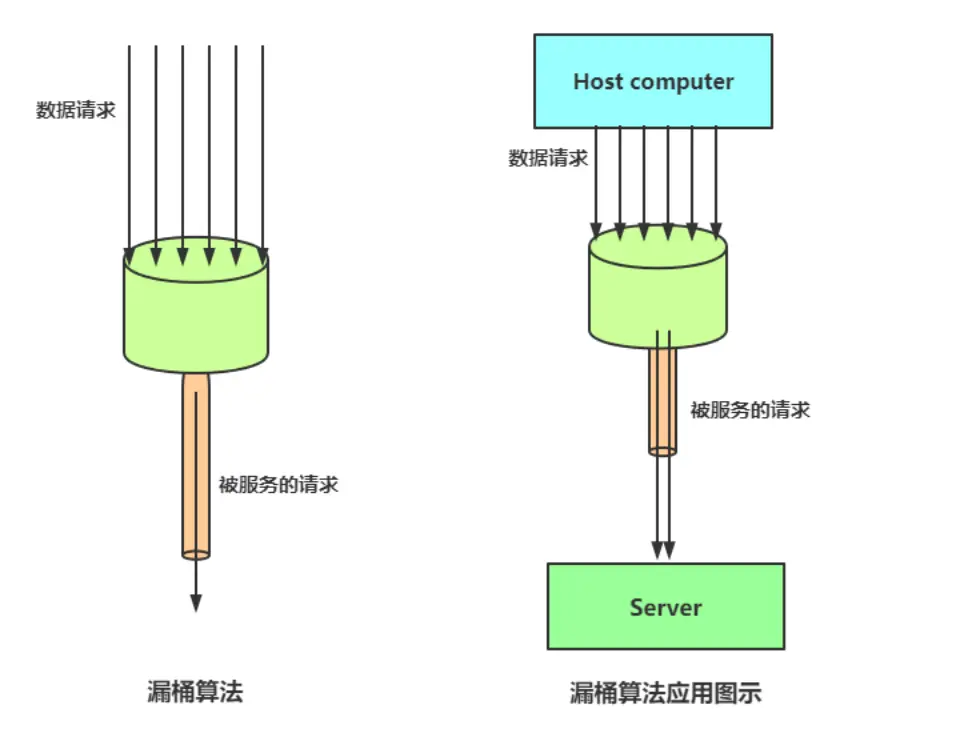 数据请求
被服务的请求
漏桶算法
Host computer
数据请求
被服务的请求
Server
漏桶算法应用图示